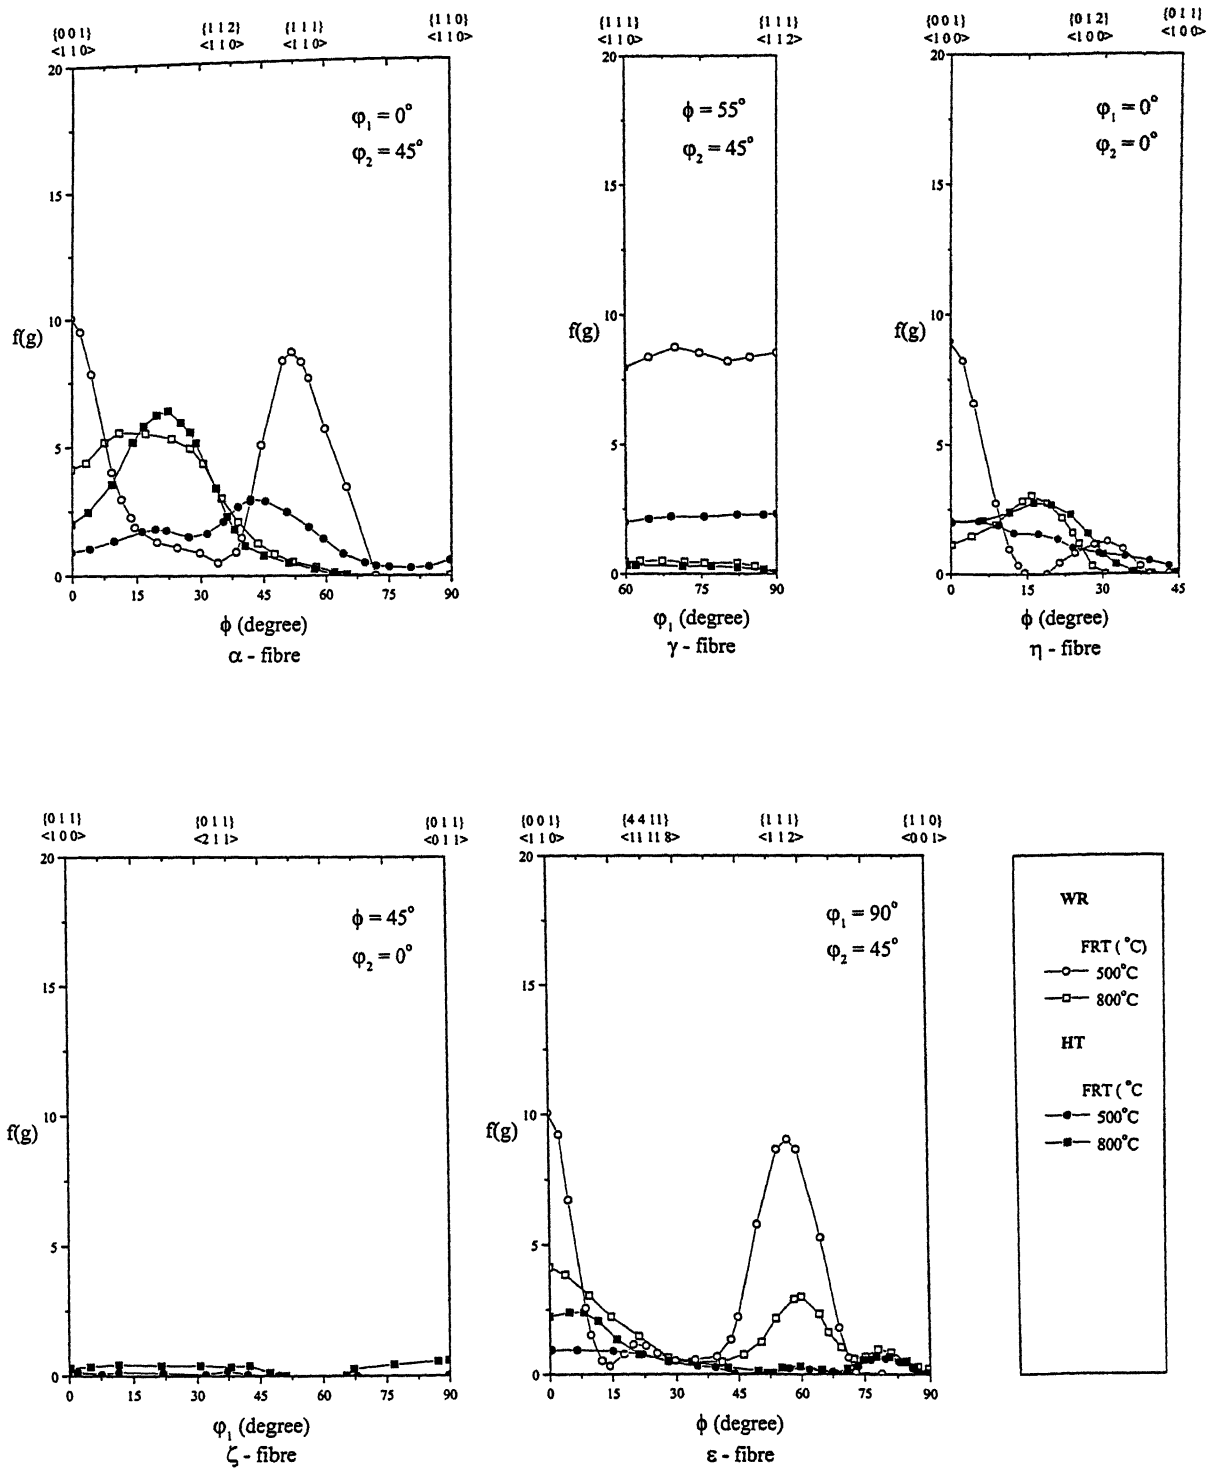 {0 0 1} {1 1 2} {1 1 1} {1 1 0}
<1 1 0> <1 1 0> <1 1 0> <1 1 0>
20
15
10
5
0
f(g)
φ1 = 0°
φ2 = 45°
0 15 30 45 60 75 90
ϕ (degree)
α - fibre
{1 1 1} {1 1 1}
<1 1 0> <1 1 2>
20
15
10
5
0
f(g)
ϕ = 55°
φ2 = 45°
60 75 90
φ1 (degree)
γ - fibre
{0 0 1} {0 1 2} {0 1 1}
<1 0 0> <1 0 0> <1 0 0>
20
15
10
5
0
f(g)
φ1 = 0°
φ2 = 0°
0 15 30 45
ϕ (degree)
η - fibre
{0 1 1} {0 1 1} {0 1 1}
<1 0 0> <2 1 1> <0 1 1>
20
15
10
5
0
f(g)
ϕ = 45°
φ2 = 0°
0 15 30 45 60 75 90
φ1 (degree)
ζ - fibre
{0 0 1} {4 4 11} {1 1 1} {1 1 0}
<1 1 0> <11 11 8> <1 1 2> <0 0 1>
20
15
10
5
0
f(g)
φ1 = 90°
φ2 = 45°
0 15 30 45 60 75 90
ϕ (degree)
ε - fibre
WR
FRT (°C)
500°C
800°C
HT
FRT (°C
500°C
800°C